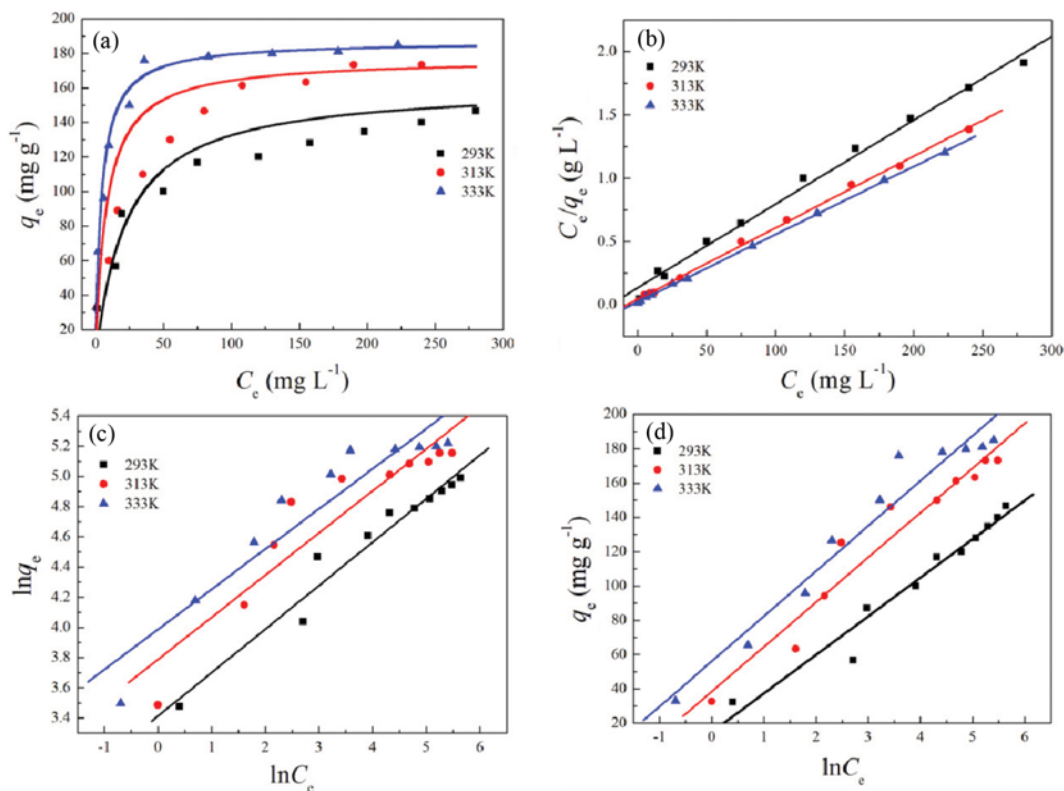 (a)
200
180
160
140
120
100
80
60
40
20
qe (mg g-1)
293K
313K
333K
0 50 100 150 200 250 300
Ce (mg L-1)
(b)
2.0
1.5
1.0
0.5
0.0
Ce/qe (g L-1)
293K
313K
333K
0 50 100 150 200 250 300
Ce (mg L-1)
(c)
5.4
5.2
5.0
4.8
4.6
4.4
4.2
4.0
3.8
3.6
3.4
lnqe
293K
313K
333K
-1 0 1 2 3 4 5 6
lnCe
(d)
200
180
160
140
120
100
80
60
40
20
qe (mg g-1)
293K
313K
333K
-1 0 1 2 3 4 5 6
lnCe